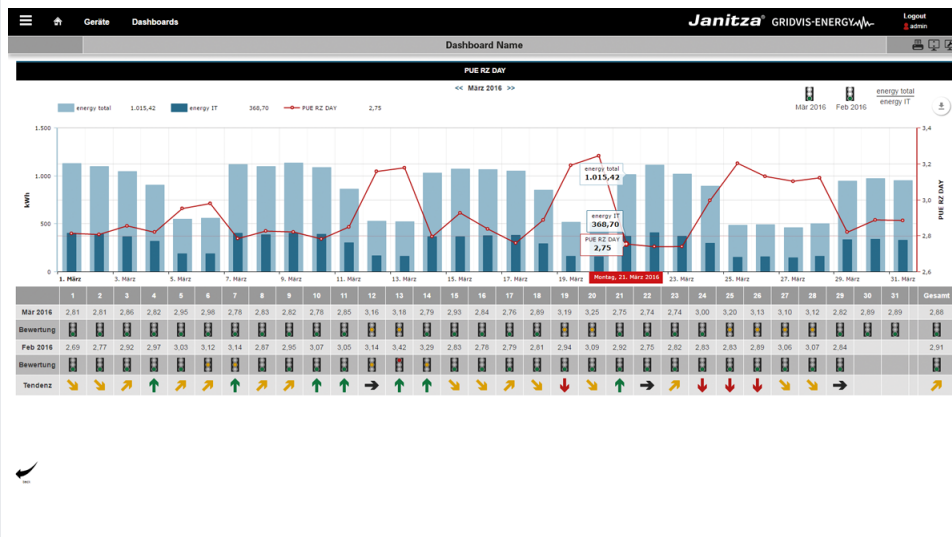 Geräte Dashboards Janitza® GRIDVIS-ENERGY Logout
admin
Dashboard Name
PUE RZ DAY
<< März 2016 >>
energy total 1.015,42 energy IT 368,70 PUE RZ DAY 2,75
Mär 2016 Feb 2016 energy total
energy IT
1.500 3,4
1.000 3,2
500 3,0
0 2,8
2,6
kWh
PUE RZ DAY
energy total
1.015,42
energy IT
368,70
PUE RZ DAY
2,75
1. März 3. März 5. März 7. März 9. März 11. März 13. März 15. März 17. März 19. März Montag, 21. März 2016 23. März 25. März 27. März 29. März 31. März
1 2 3 4 5 6 7 8 9 10 11 12 13 14 15 16 17 18 19 20 21 22 23 24 25 26 27 28 29 30 31 Gesamt
Mär 2016 2,81 2,81 2,86 2,82 2,95 2,98 2,78 2,83 2,82 2,78 2,85 3,16 3,18 2,79 2,93 2,84 2,76 2,89 3,19 3,25 2,75 2,74 2,74 3,00 3,20 3,13 3,10 3,12 2,82 2,89 2,89 2,88
Bewertung
Feb 2016 2,69 2,77 2,92 2,97 3,03 3,12 3,14 2,87 2,95 3,07 3,05 3,14 3,42 3,29 2,83 2,78 2,79 2,81 2,94 3,09 2,92 2,75 2,82 2,83 2,83 2,89 3,06 3,07 2,84 2,91
Bewertung
Tendenz